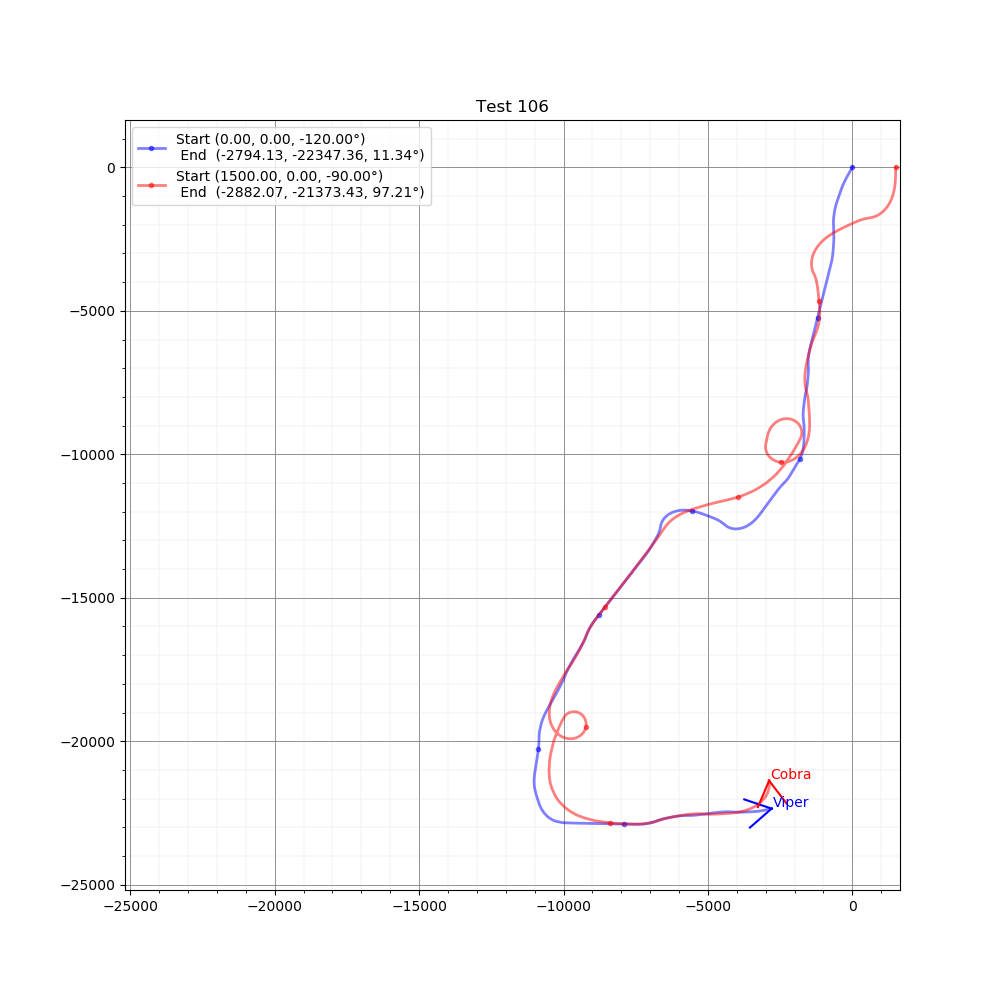 Test 106
Start (0.00, 0.00, -120.00°)
End  (-2794.13, -22347.36, 11.34°)
Start (1500.00, 0.00, -90.00°)
End  (-2882.07, -21373.43, 97.21°)
0
−5000
−10000
−15000
−20000
−25000
Cobra
Viper
−25000 −20000 −15000 −10000 −5000 0